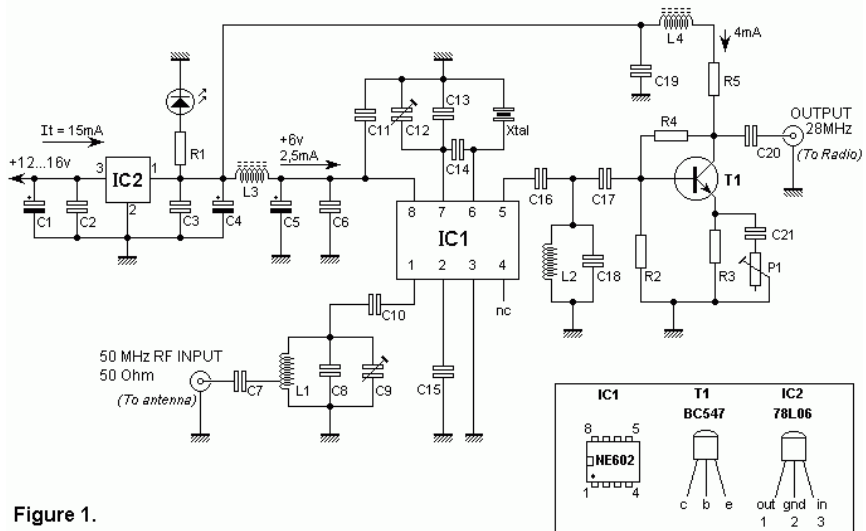 L4
4mA
C19
R5
C11
C12
C13
C14
Xtal
R4
OUTPUT
28MHz
(To Radio)
C20
It = 15mA
R1
+6v
2,5mA
+12...16v
3
IC2
1
2
L3
C1
C2
C3
C4
C5
C6
8
7
6
5
IC1
1
2
3
4
nc
C16
C17
T1
L2
C18
R2
R3
C21
P1
C10
50 MHz RF INPUT
50 Ohm
(To antenna)
C7
L1
C8
C9
C15
IC1
T1
IC2
BC547
78L06
8
5
NE602
1
4
c b e
out gnd in
1 2 3
Figure 1.